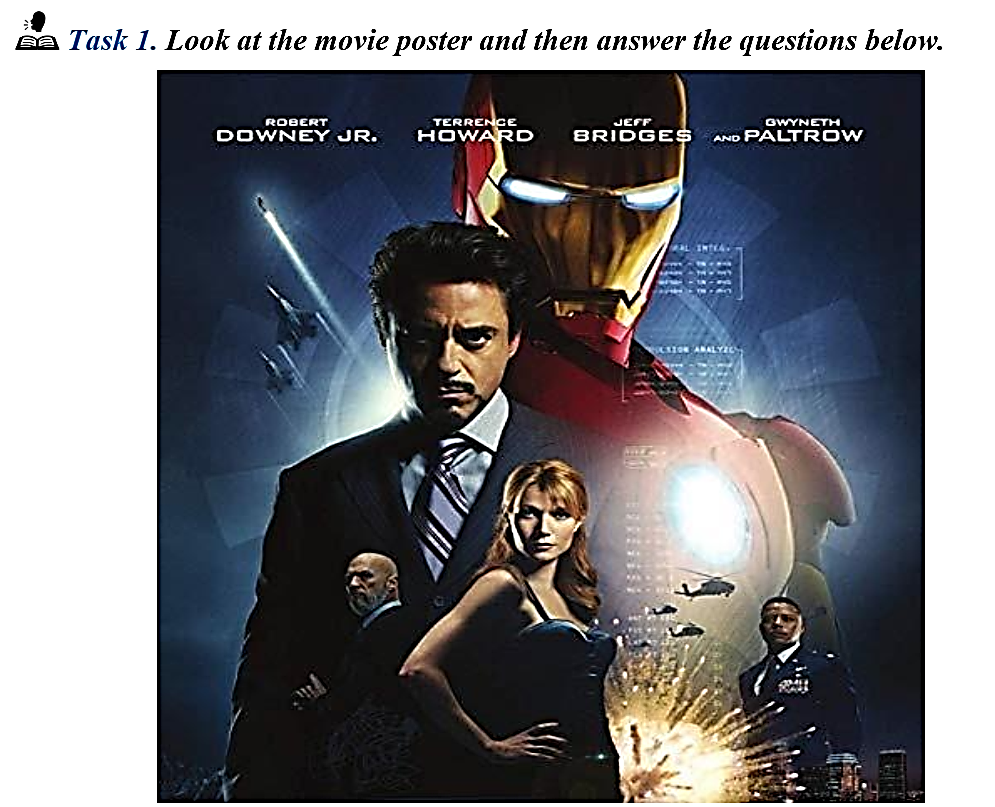 Task 1. Look at the movie poster and then answer the questions below.
ROBERT DOWNEY JR.
TERRENCE HOWARD
JEFF BRIDGES
AND GWYNETH PALTROW